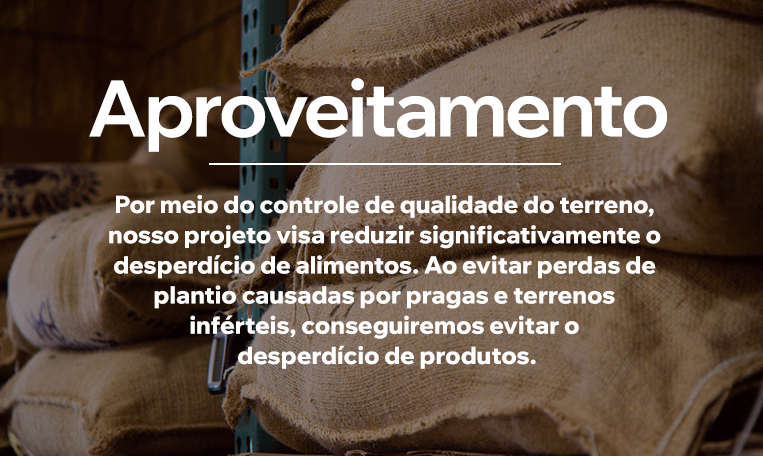 Aproveitamento
Por meio do controle de qualidade do terreno,
nosso projeto visa reduzir significativamente o
desperdício de alimentos. Ao evitar perdas de
plantio causadas por pragas e terrenos
inférteis, conseguiremos evitar o
desperdício de produtos.